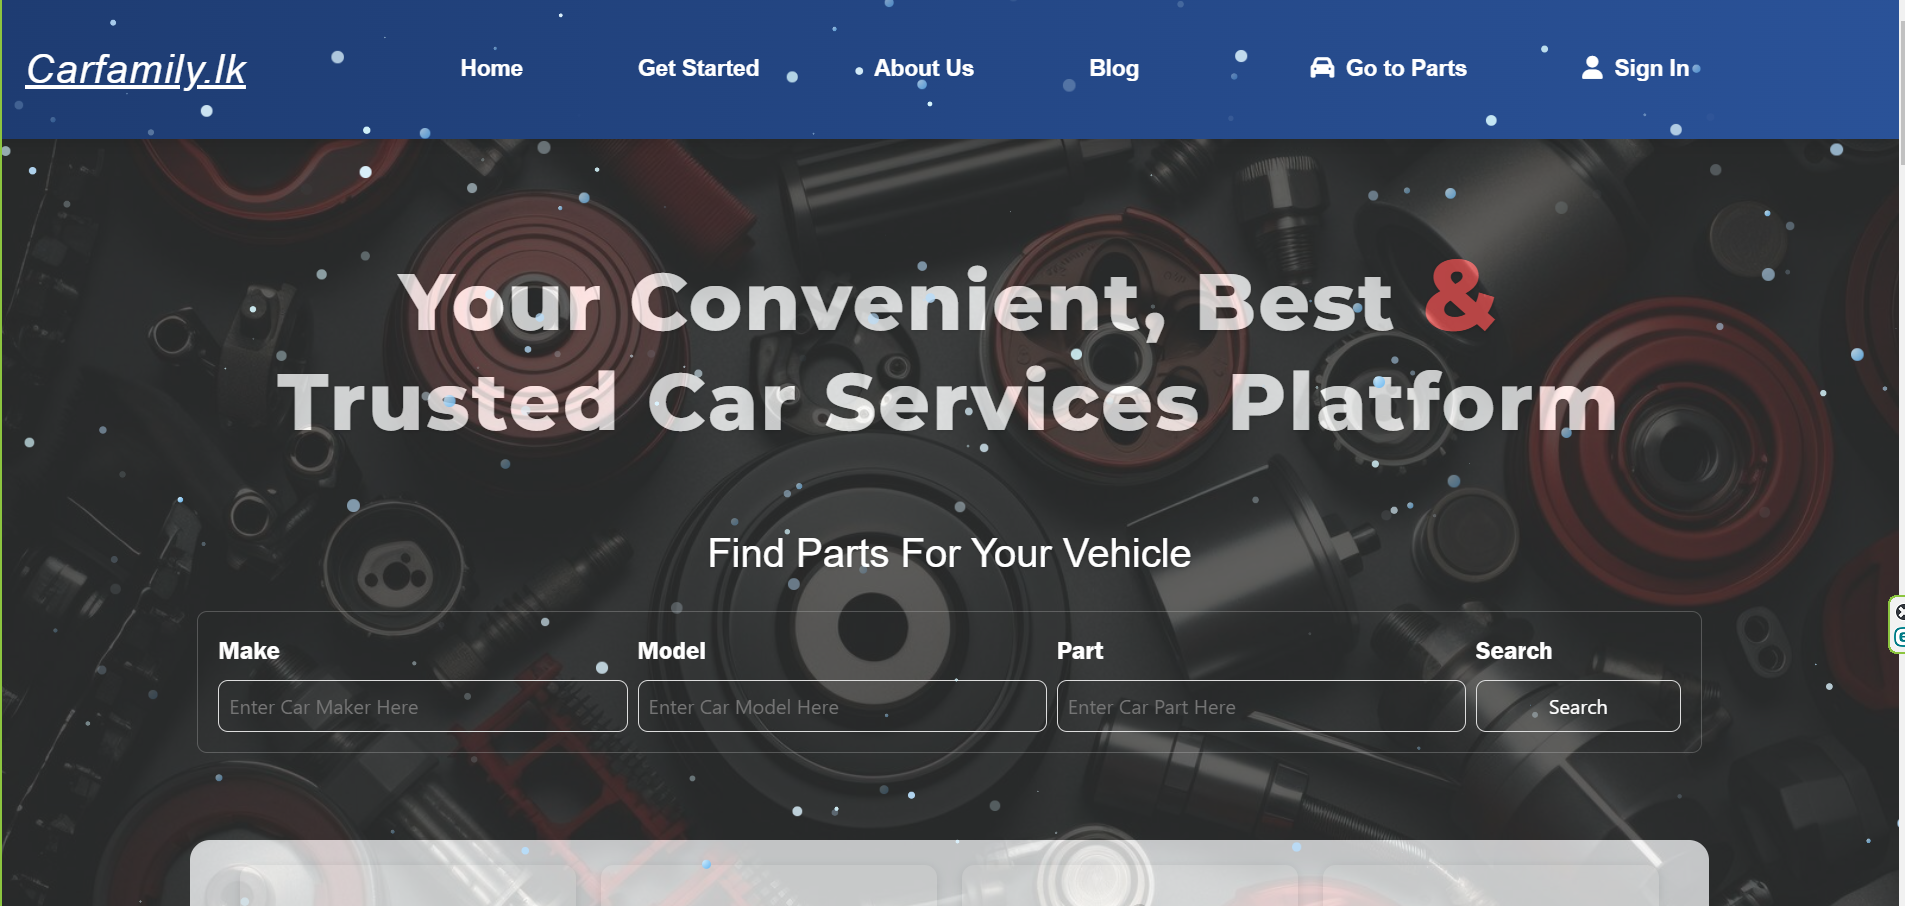 Carfamily.lk
Home
Get Started
About Us
Blog
Go to Parts
Sign In
Your Convenient, Best &
Trusted Car Services Platform
Find Parts For Your Vehicle
Make
Model
Part
Search
Enter Car Maker Here
Enter Car Model Here
Enter Car Part Here
Search